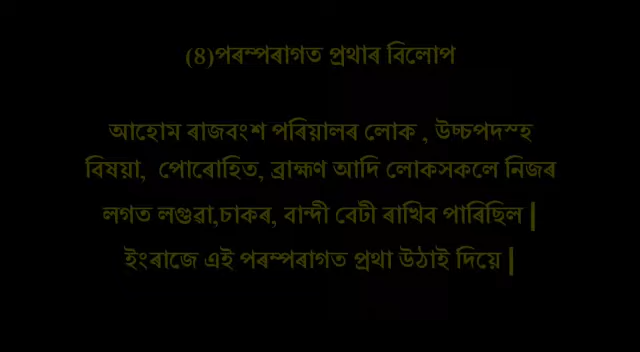 (৪)পৰম্পৰাগত প্ৰথাৰ বিলোপ
আহোম ৰাজবংশ পৰিয়ালৰ লোক , উচ্চপদস্হ
বিষয়া, পোৰোহিত, ব্ৰাহ্মণ আদি লোকসকলে নিজৰ
লগত লগুৱা,চাকৰ, বান্দী বেটী ৰাখিব পাৰিছিল |
ইংৰাজে এই পৰম্পৰাগত প্ৰথা উঠাই দিয়ে |